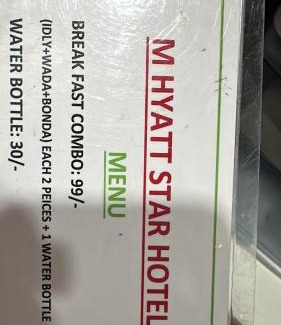 M HYATT STAR HOTEL
MENU
BREAK FAST COMBO: 99/-
(IDLY+WADA+BONDA) EACH 2 PEICES + 1 WATER BOTTLE
WATER BOTTLE: 30/-